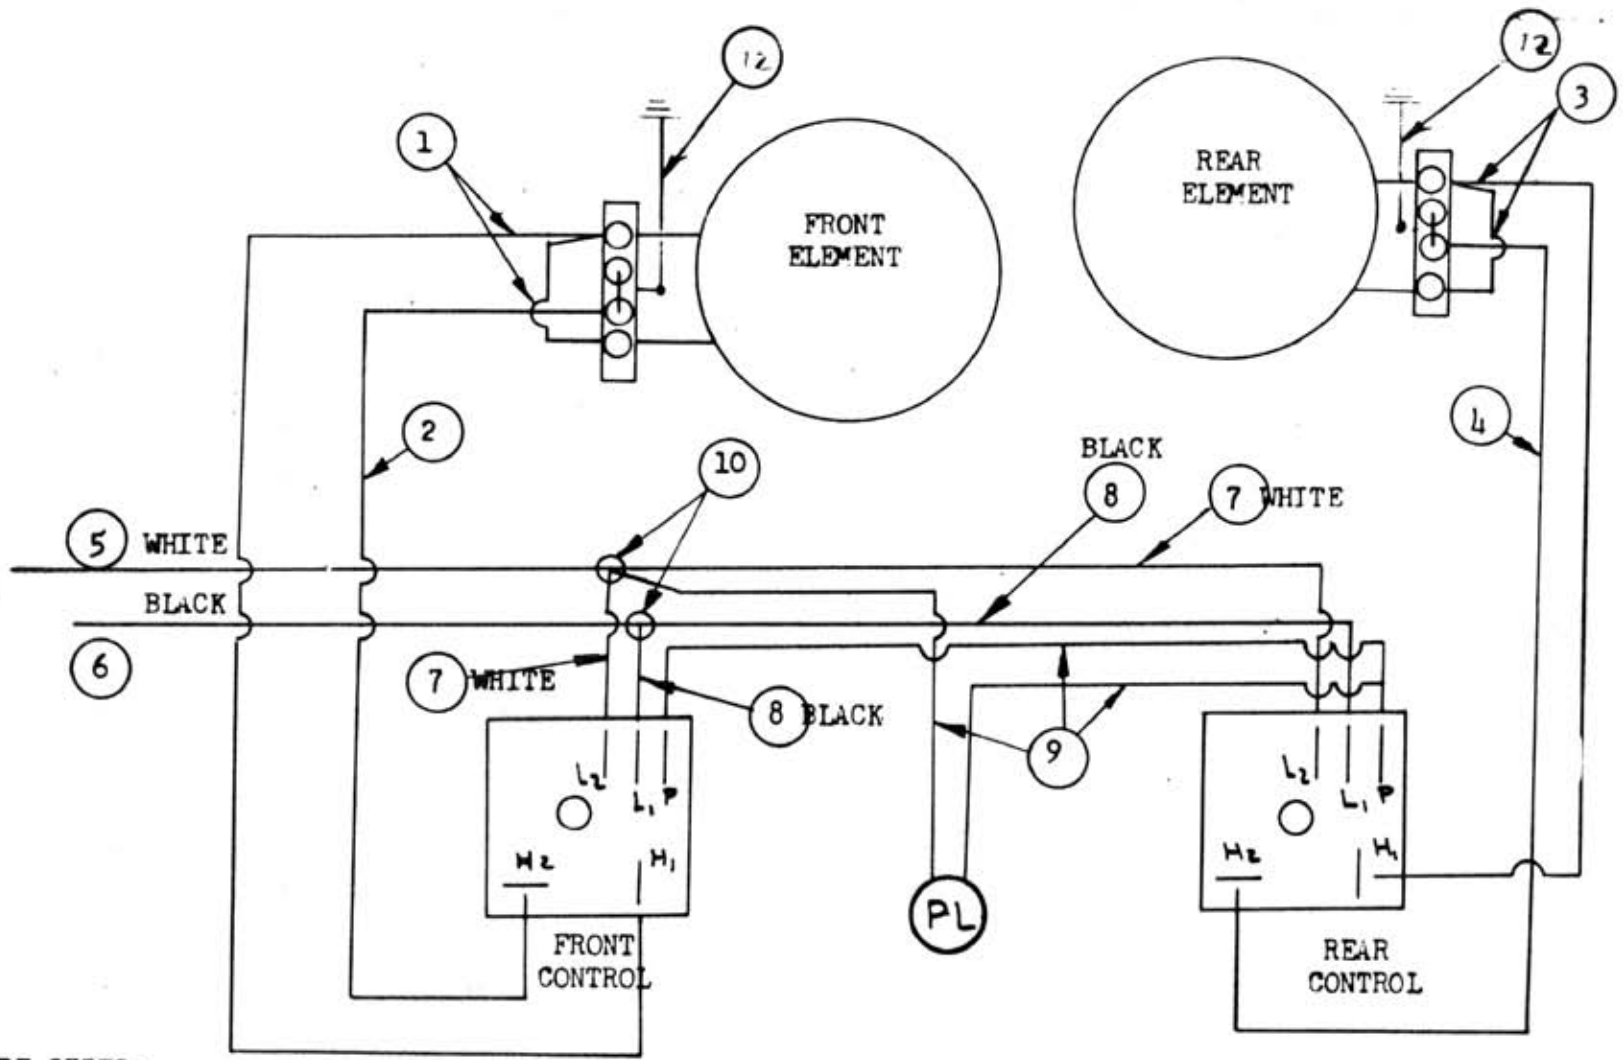 12
12
3
1
REAR
ELEMENT
FRONT
ELEMENT
2
4
10
BLACK
8
7 WHITE
5 WHITE
BLACK
6
7 WHITE
8 BLACK
9
L2
L1
P
H2
H1
L2
L1
P
H2
H1
PL
FRONT
CONTROL
REAR
CONTROL